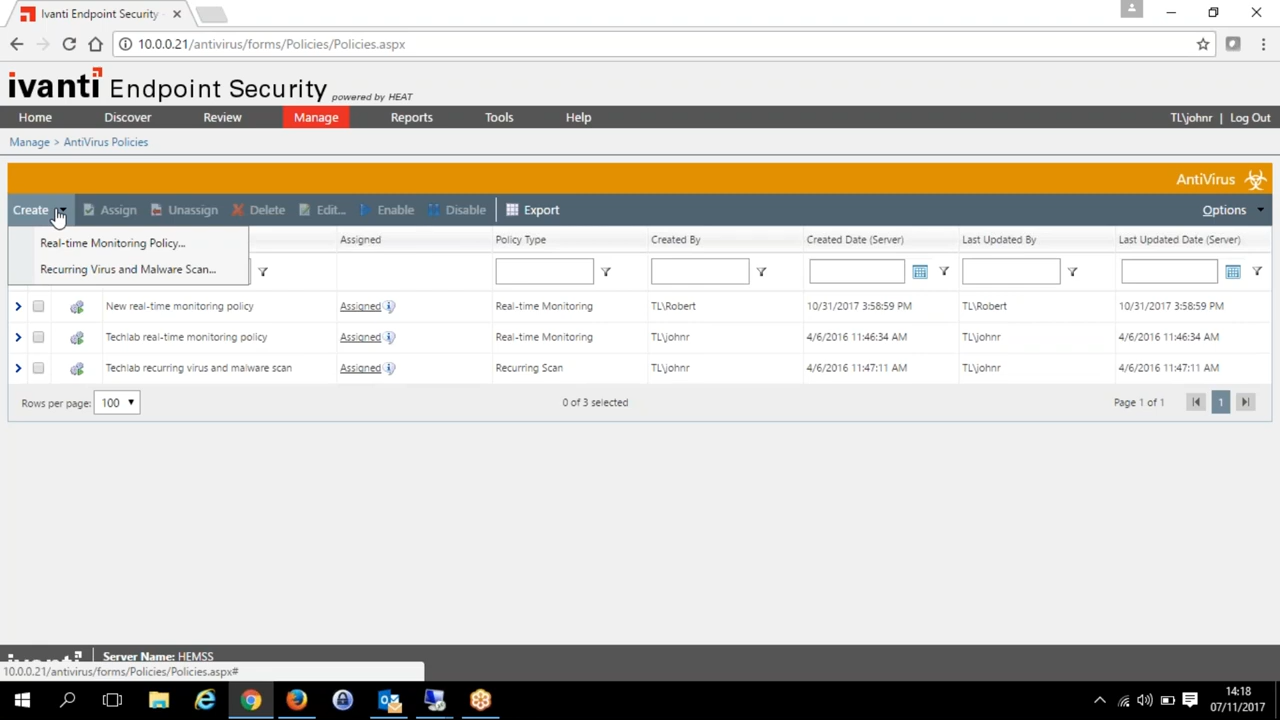 Ivanti Endpoint Security
10.0.0.21/antivirus/forms/Policies/Policies.aspx
ivanti Endpoint Security powered by HEAT
Home Discover Review Manage Reports Tools Help TL\johnr | Log Out
Manage > AntiVirus Policies
AntiVirus
Create Assign Unassign Delete Edit... Enable Disable Export Options
Assigned Policy Type Created By Created Date (Server) Last Updated By Last Updated Date (Server)
Real-time Monitoring Policy...
Recurring Virus and Malware Scan...
New real-time monitoring policy Assigned Real-time Monitoring TL\Robert 10/31/2017 3:58:59 PM TL\Robert 10/31/2017 3:58:59 PM
Techlab real-time monitoring policy Assigned Real-time Monitoring TL\johnr 4/6/2016 11:46:34 AM TL\johnr 4/6/2016 11:46:34 AM
Techlab recurring virus and malware scan Assigned Recurring Scan TL\johnr 4/6/2016 11:47:11 AM TL\johnr 4/6/2016 11:47:11 AM
Rows per page: 100 0 of 3 selected Page 1 of 1 1
Server Name: HEMSS
10.0.0.21/antivirus/forms/Policies/Policies.aspx#
14:18
07/11/2017